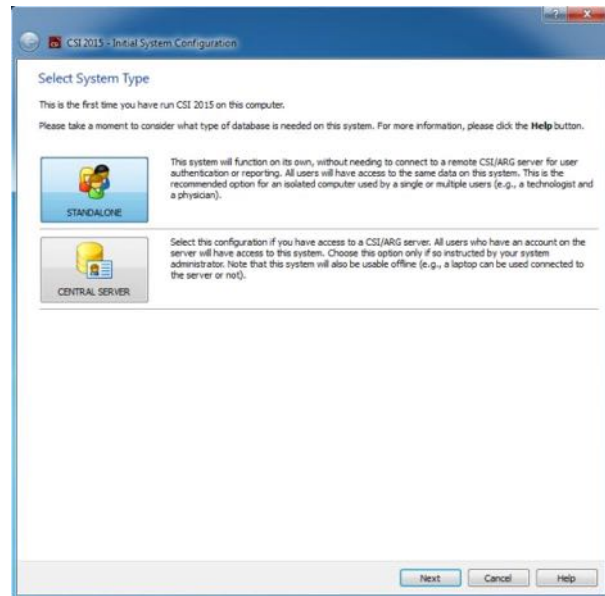 CSI 2015 - Initial System Configuration
Select System Type
This is the first time you have run CSI 2015 on this computer.
Please take a moment to consider what type of database is needed on this system. For more information, please click the Help button.
This system will function on its own, without needing to connect to a remote CSI/ARG server for user
authentication or reporting. All users will have access to the same data on this system. This is the
recommended option for an isolated computer used by a single or multiple users (e.g., a technologist and
a physician).
STANDALONE
Select this configuration if you have access to a CSI/ARG server. All users who have an account on the
server will have access to this system. Choose this option only if so instructed by your system
administrator. Note that this system will also be usable offline (e.g., a laptop can be used connected to
the server or not).
CENTRAL SERVER
Next Cancel Help